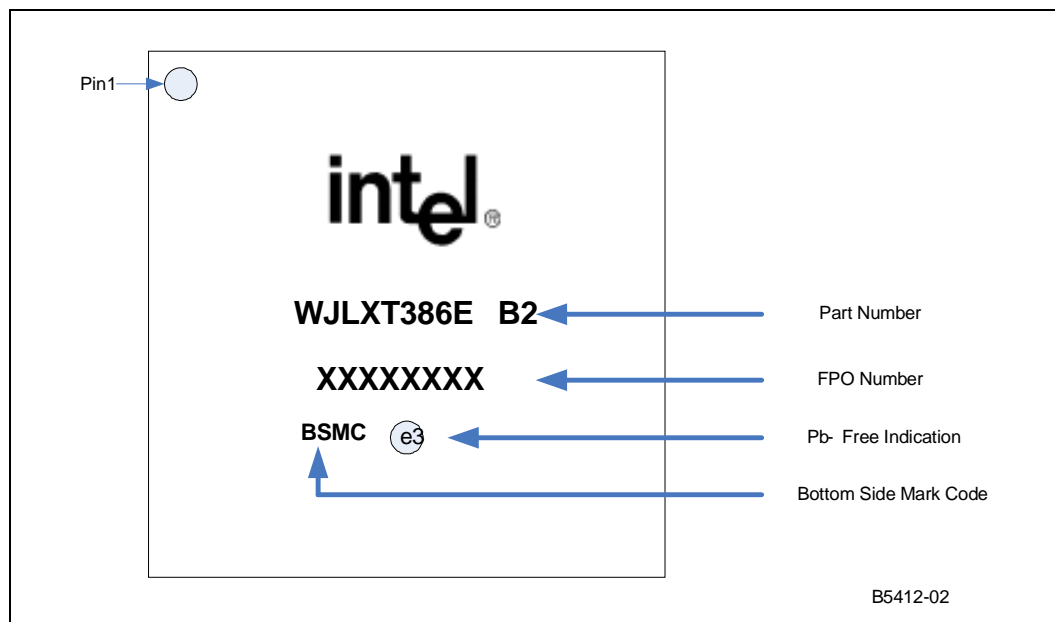 Pin1
intel®
WJLXT386E B2
Part Number
XXXXXXXX
FPO Number
BSMC e3
Pb- Free Indication
Bottom Side Mark Code
B5412-02